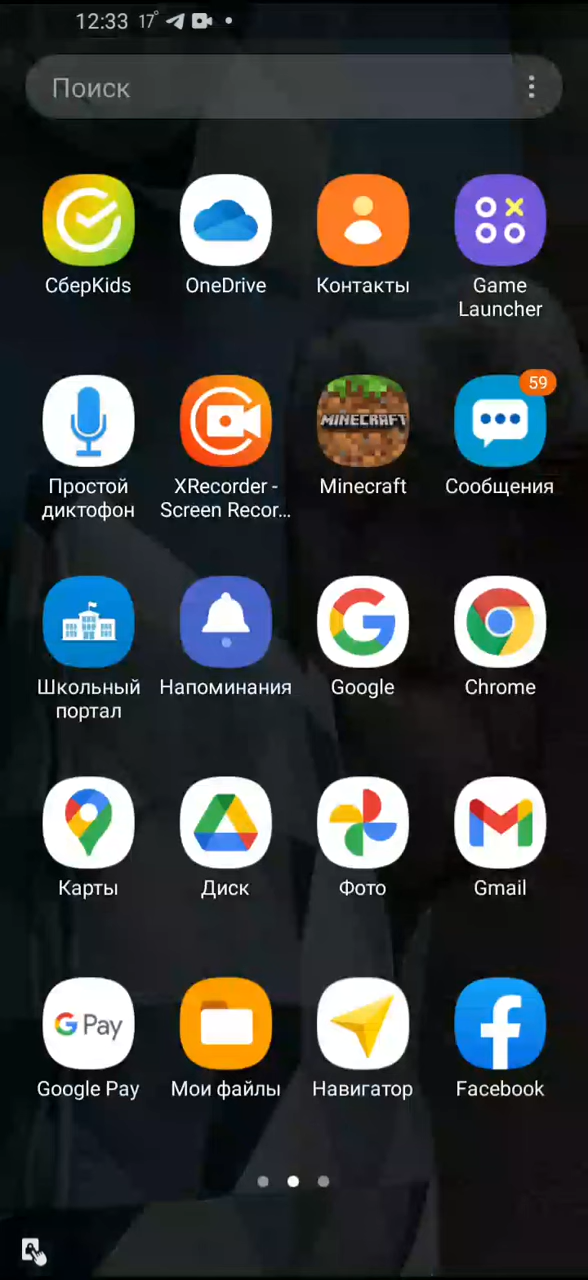 12:33 17°
Поиск
СберKids OneDrive Контакты Game
Launcher
59
MINECRAFT
Простой XRecorder - Minecraft Сообщения
диктофон Screen Recor...
Школьный Напоминания Google Chrome
портал
Карты Диск Фото Gmail
G Pay
Google Pay Мои файлы Навигатор Facebook